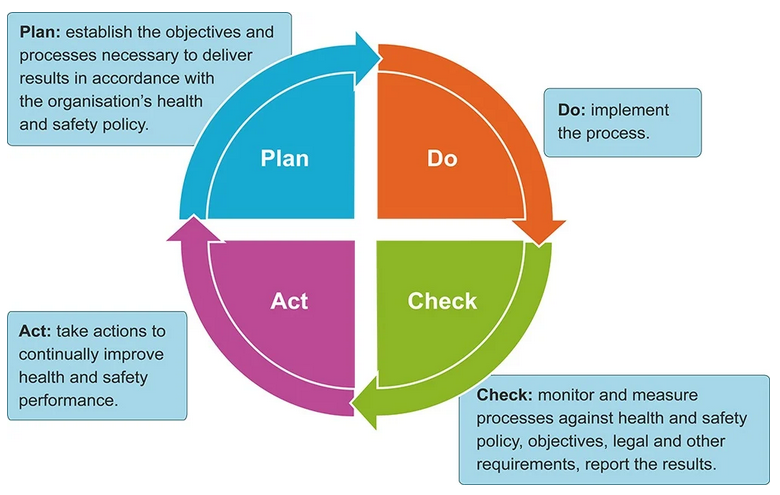 Plan: establish the objectives and
processes necessary to deliver
results in accordance with
the organisation's health
and safety policy.
Plan
Do
Do: implement
the process.
Act
Check
Act: take actions to
continually improve
health and safety
performance.
Check: monitor and measure
processes against health and safety
policy, objectives, legal and other
requirements, report the results.